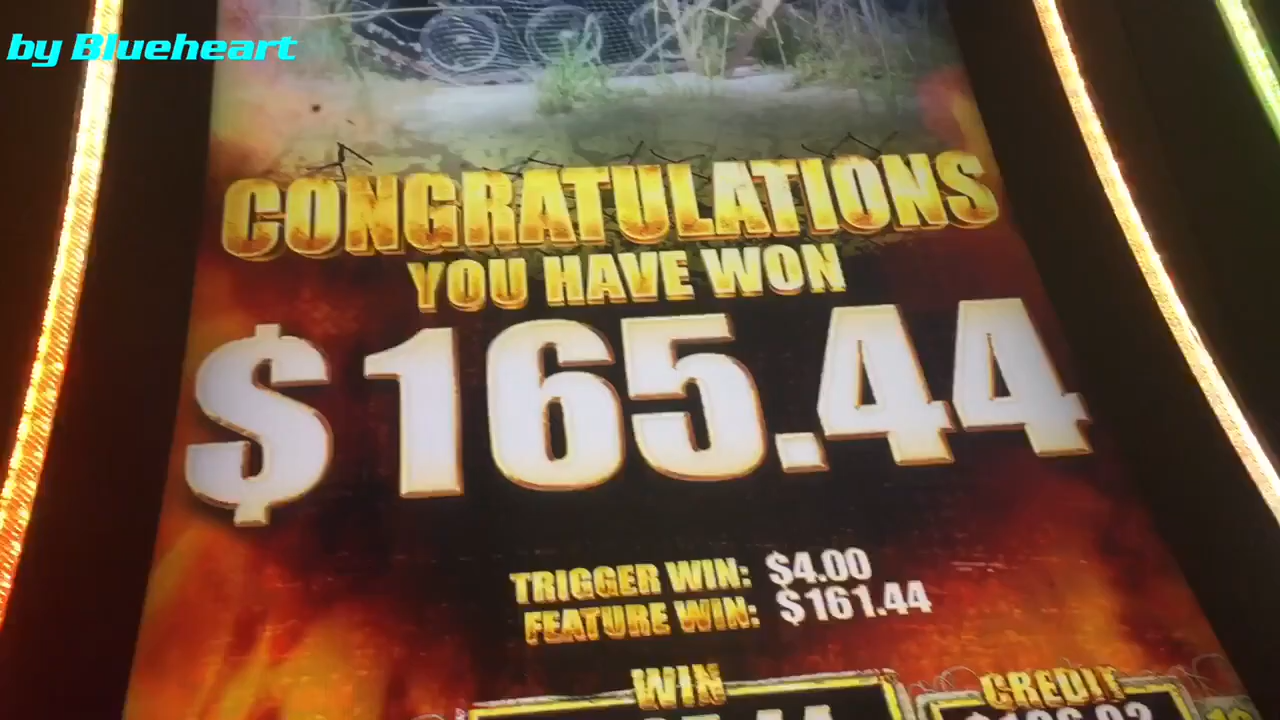 by Blueheart
CONGRATULATIONS
YOU HAVE WON
$165.44
TRIGGER WIN: $4.00
FEATURE WIN: $161.44
WIN
CREDIT